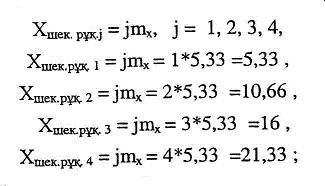 Xшек.рұқ.j = jmx, j = 1, 2, 3, 4,
Xшек.рұқ. 1 = jmx = 1*5,33 =5,33 ,
Xшек.рұқ. 2 = jmx = 2*5,33 =10,66 ,
Xшек.рұқ. 3 = jmx = 3*5,33 =16 ,
Xшек.рұқ. 4 = jmx = 4*5,33 =21,33 ;